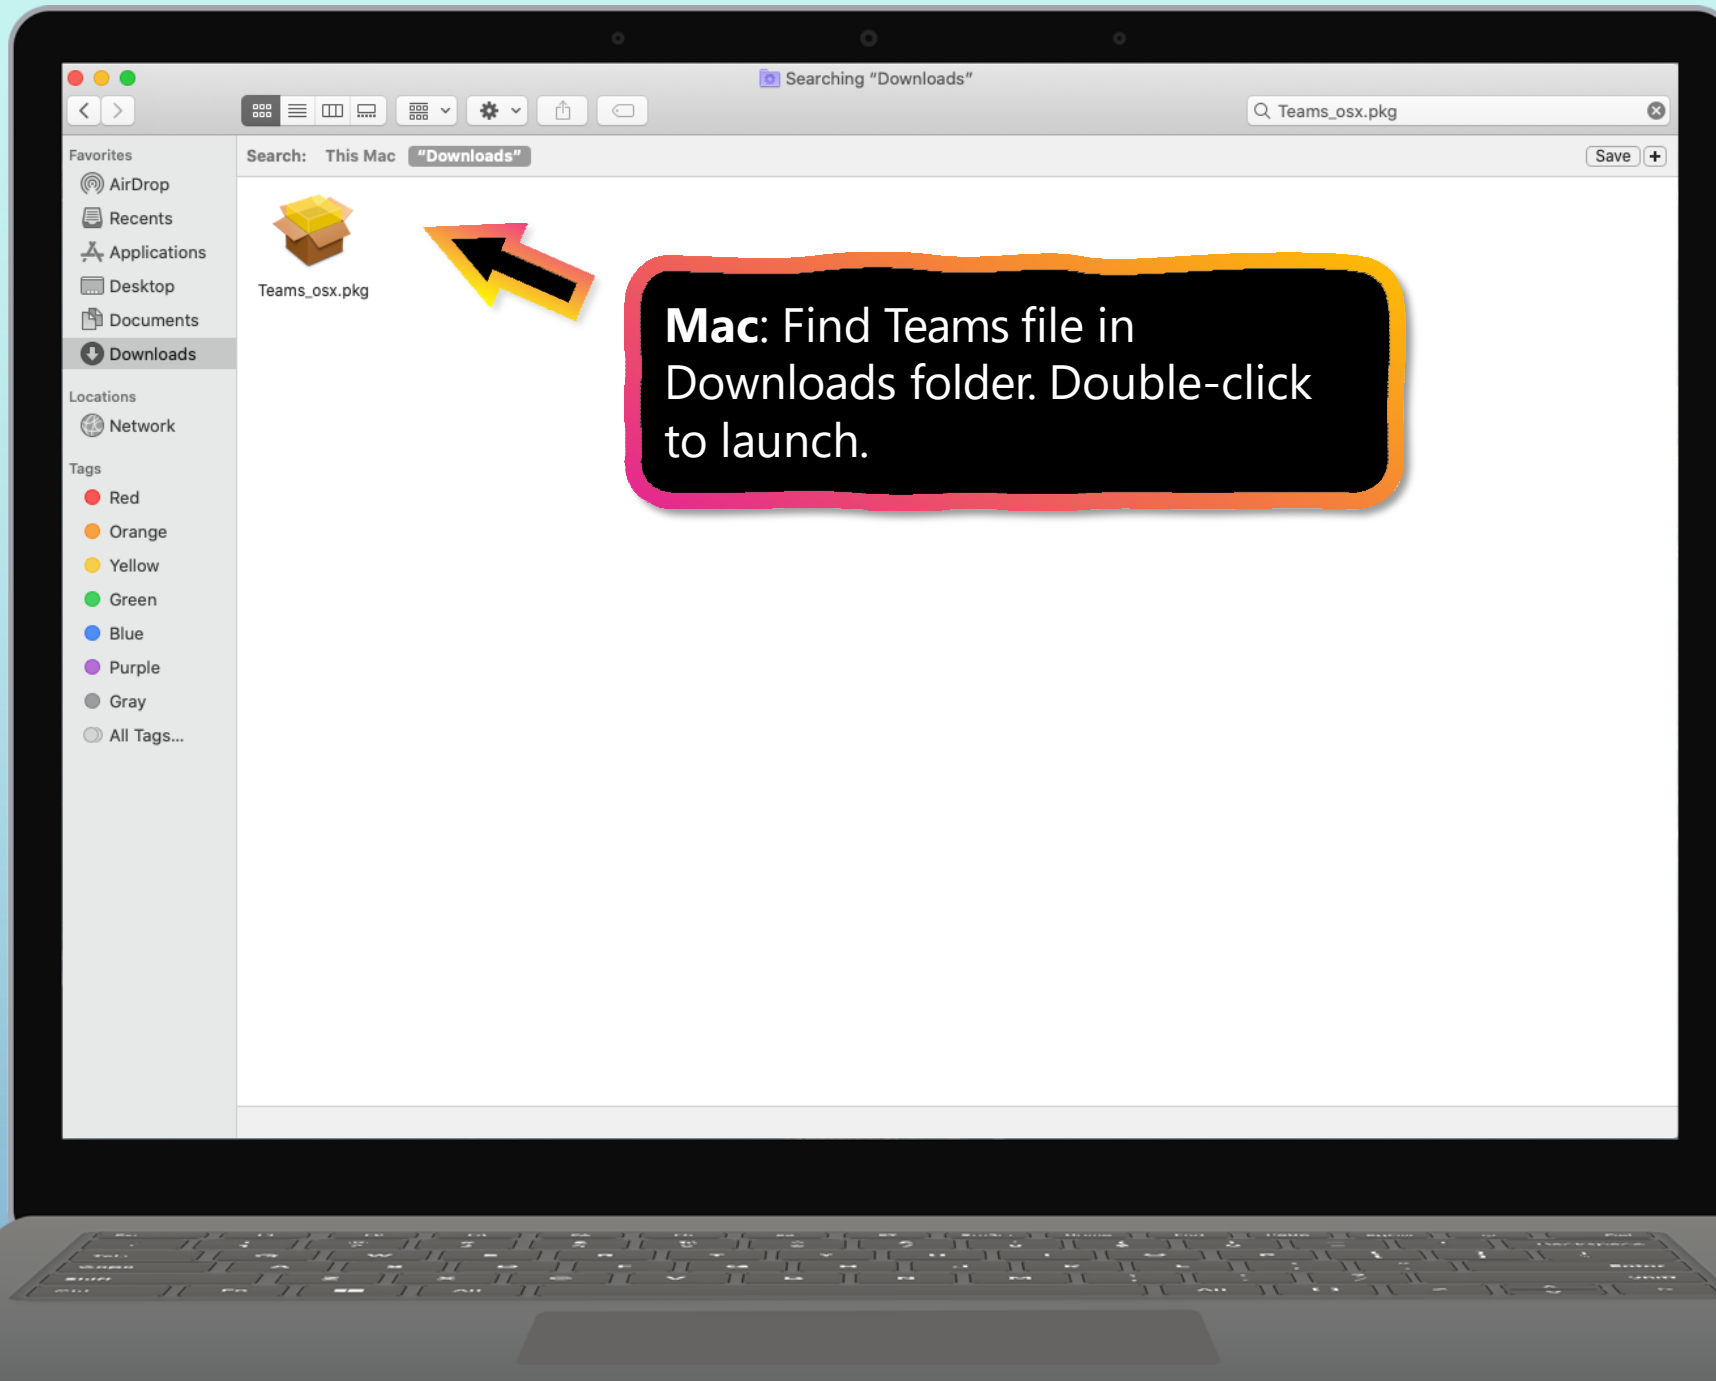 Searching “Downloads”
Teams_osx.pkg
Favorites
AirDrop
Recents
Applications
Desktop
Documents
Downloads
Locations
Network
Tags
Red
Orange
Yellow
Green
Blue
Purple
Gray
All Tags...
Search: This Mac “Downloads”
Save +
Teams_osx.pkg
Mac: Find Teams file in
Downloads folder. Double-click
to launch.